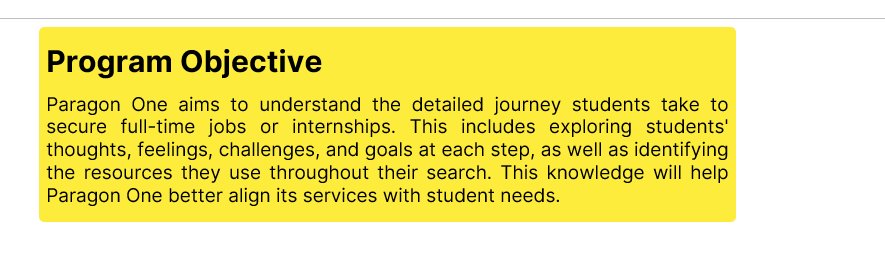 Program Objective
Paragon One aims to understand the detailed journey students take to
secure full-time jobs or internships. This includes exploring students'
thoughts, feelings, challenges, and goals at each step, as well as identifying
the resources they use throughout their search. This knowledge will help
Paragon One better align its services with student needs.